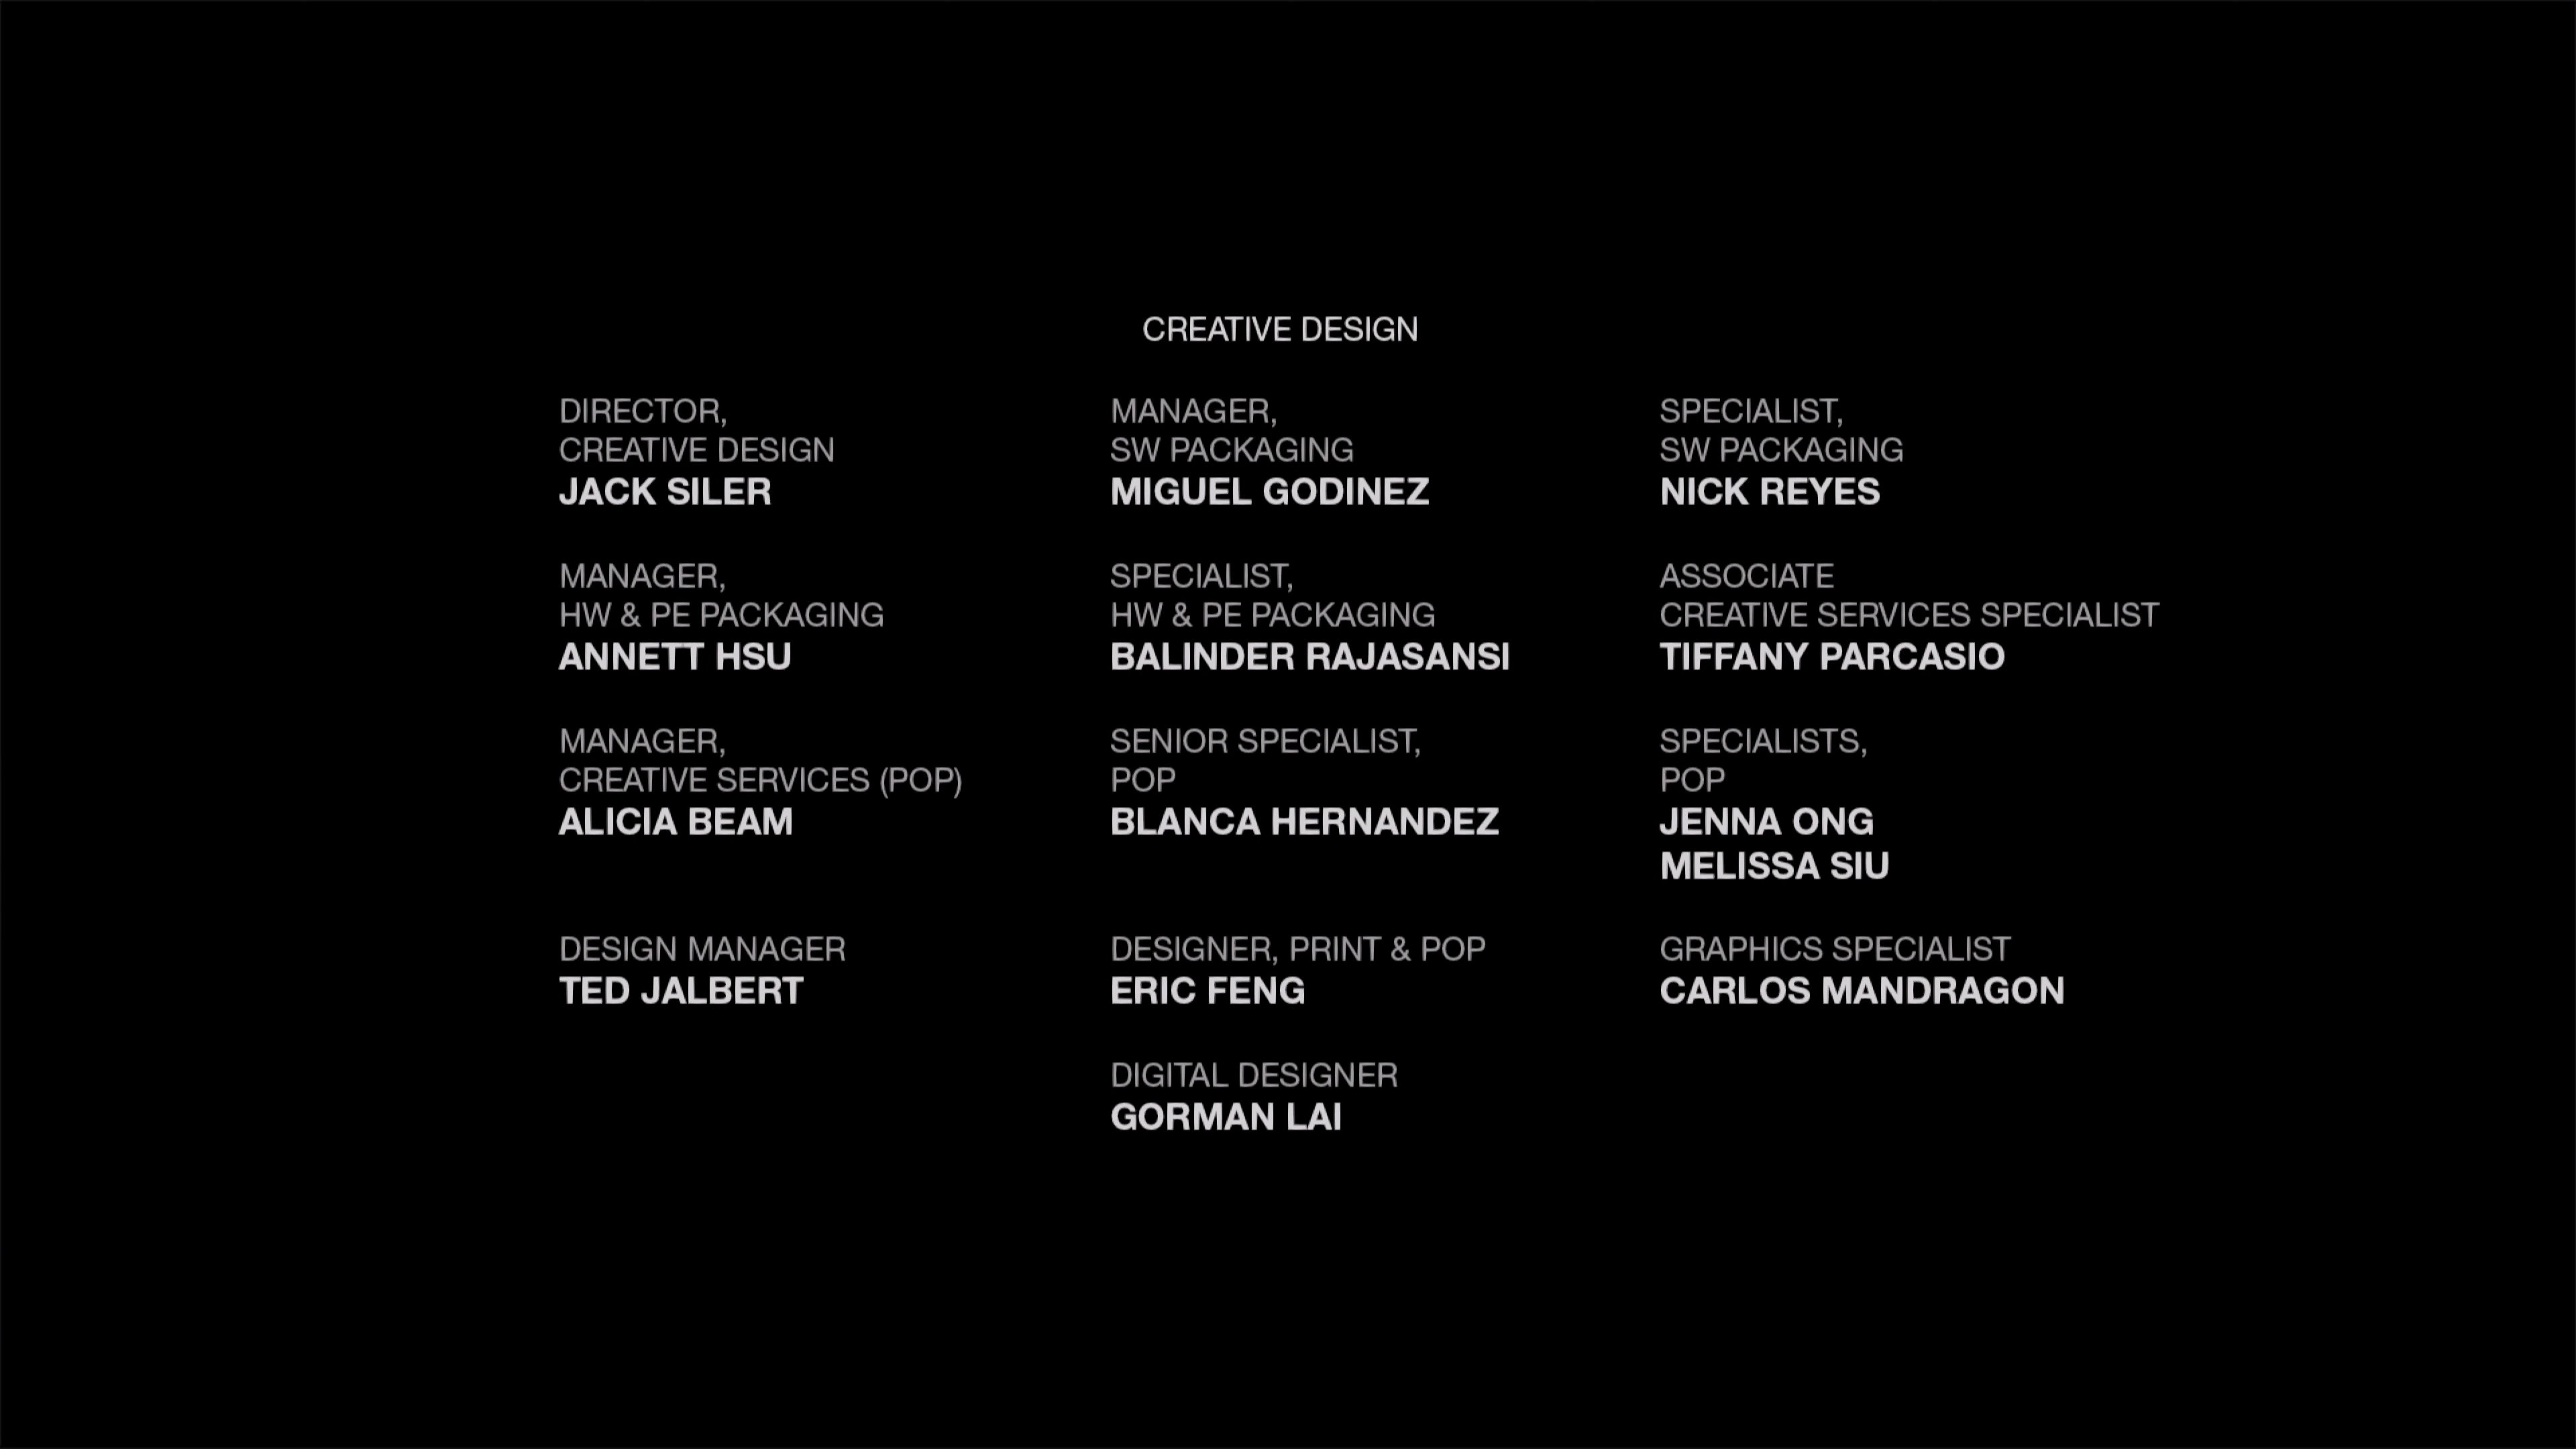 CREATIVE DESIGN
DIRECTOR,
CREATIVE DESIGN
JACK SILER
MANAGER,
SW PACKAGING
MIGUEL GODINEZ
SPECIALIST,
SW PACKAGING
NICK REYES
MANAGER,
HW & PE PACKAGING
ANNETT HSU
SPECIALIST,
HW & PE PACKAGING
BALINDER RAJASANSI
ASSOCIATE
CREATIVE SERVICES SPECIALIST
TIFFANY PARCASIO
MANAGER,
CREATIVE SERVICES (POP)
ALICIA BEAM
SENIOR SPECIALIST,
POP
BLANCA HERNANDEZ
SPECIALISTS,
POP
JENNA ONG
MELISSA SIU
DESIGN MANAGER
TED JALBERT
DESIGNER, PRINT & POP
ERIC FENG
GRAPHICS SPECIALIST
CARLOS MANDRAGON
DIGITAL DESIGNER
GORMAN LAI